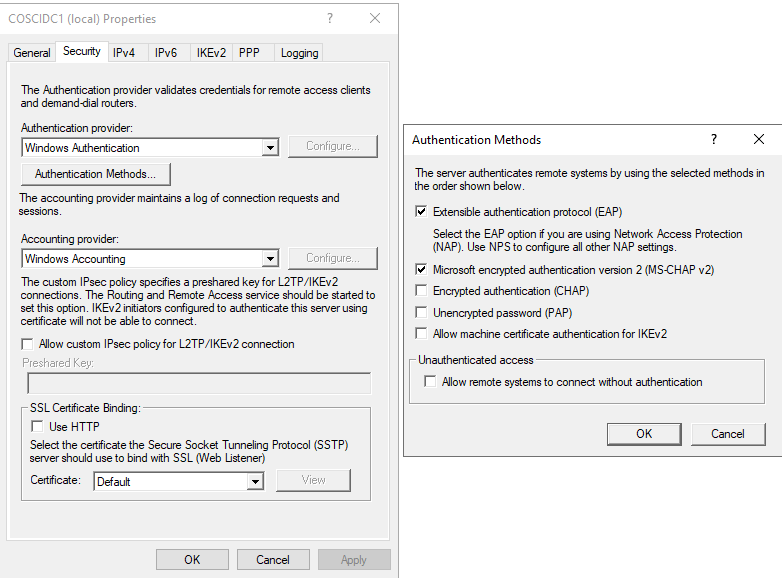 COSCIDC1 (local) Properties
?
General Security IPv4 IPv6 IKEv2 PPP Logging
The Authentication provider validates credentials for remote access clients
and demand-dial routers.
Authentication provider:
Windows Authentication
Configure...
Authentication Methods...
The accounting provider maintains a log of connection requests and
sessions.
Accounting provider:
Windows Accounting
Configure...
The custom IPsec policy specifies a preshared key for L2TP/IKEv2
connections. The Routing and Remote Access service should be started to
set this option. IKEv2 initiators configured to authenticate this server using
certificate will not be able to connect.
Allow custom IPsec policy for L2TP/IKEv2 connection
Preshared Key:
SSL Certificate Binding:
Use HTTP
Select the certificate the Secure Socket Tunneling Protocol (SSTP)
server should use to bind with SSL (Web Listener)
Certificate:
Default
View
OK
Cancel
Apply
Authentication Methods
?
The server authenticates remote systems by using the selected methods in
the order shown below.
Extensible authentication protocol (EAP)
Select the EAP option if you are using Network Access Protection
(NAP). Use NPS to configure all other NAP settings.
Microsoft encrypted authentication version 2 (MS-CHAP v2)
Encrypted authentication (CHAP)
Unencrypted password (PAP)
Allow machine certificate authentication for IKEv2
Unauthenticated access
Allow remote systems to connect without authentication
OK
Cancel